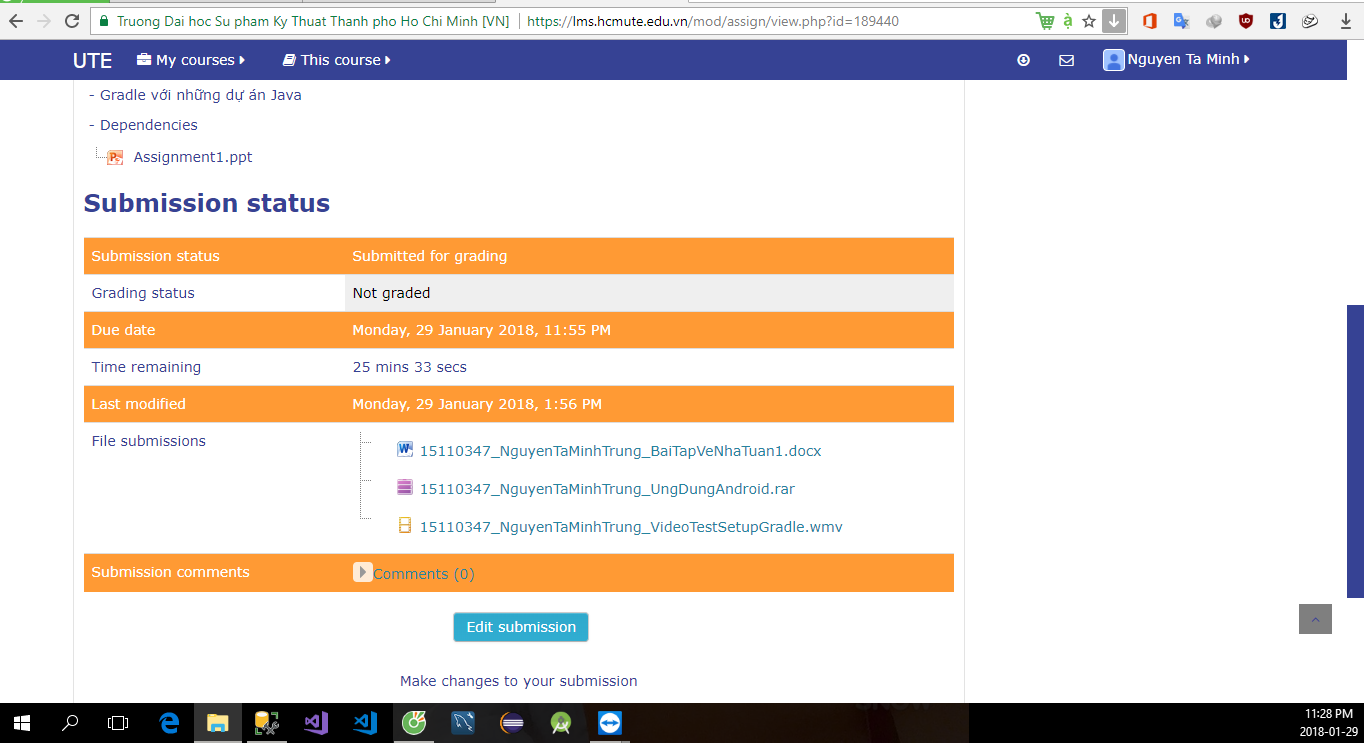 Truong Dai hoc Su pham Ky Thuat Thanh pho Ho Chi Minh [VN] https://lms.hcmute.edu.vn/mod/assign/view.php?id=189440
UTE My courses This course Nguyen Ta Minh
- Gradle với những dự án Java
- Dependencies
Assignment1.ppt
Submission status
Submission status Submitted for grading
Grading status Not graded
Due date Monday, 29 January 2018, 11:55 PM
Time remaining 25 mins 33 secs
Last modified Monday, 29 January 2018, 1:56 PM
File submissions
15110347_NguyenTaMinhTrung_BaiTapVeNhaTuan1.docx
15110347_NguyenTaMinhTrung_UngDungAndroid.rar
15110347_NguyenTaMinhTrung_VideoTestSetupGradle.wmv
Submission comments Comments (0)
Edit submission
Make changes to your submission
11:28 PM
2018-01-29